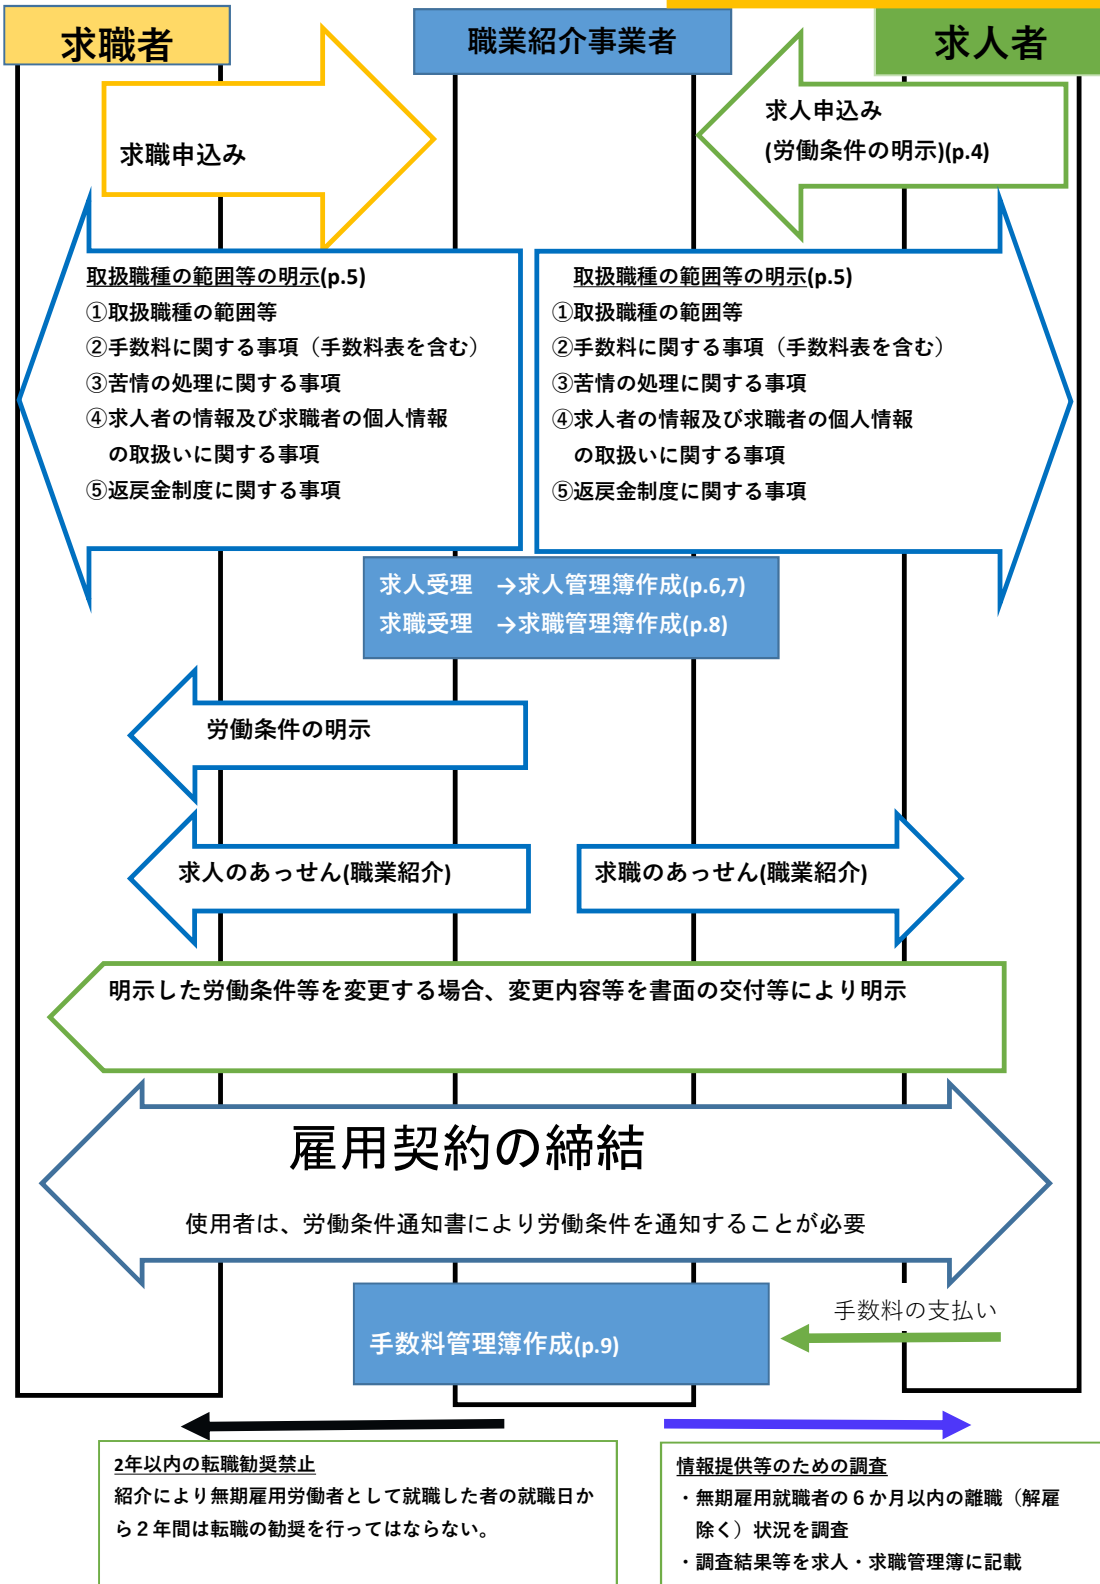 求職者
職業紹介事業者
求人者
求職申込み
求人申込み
(労働条件の明示)(p.4)
取扱職種の範囲等の明示(p.5)
①取扱職種の範囲等
②手数料に関する事項（手数料表を含む）
③苦情の処理に関する事項
④求人者の情報及び求職者の個人情報
の取扱いに関する事項
⑤返戻金制度に関する事項
取扱職種の範囲等の明示(p.5)
①取扱職種の範囲等
②手数料に関する事項（手数料表を含む）
③苦情の処理に関する事項
④求人者の情報及び求職者の個人情報
の取扱いに関する事項
⑤返戻金制度に関する事項
求人受理　→求人管理簿作成(p.6,7)
求職受理　→求職管理簿作成(p.8)
労働条件の明示
求人のあっせん(職業紹介)
求職のあっせん(職業紹介)
明示した労働条件等を変更する場合、変更内容等を書面の交付等により明示
雇用契約の締結
使用者は、労働条件通知書により労働条件を通知することが必要
手数料の支払い
手数料管理簿作成(p.9)
2年以内の転職勧奨禁止
紹介により無期雇用労働者として就職した者の就職日か
ら２年間は転職の勧奨を行ってはならない。
情報提供等のための調査
・無期雇用就職者の６か月以内の離職（解雇
除く）状況を調査
・調査結果等を求人・求職管理簿に記載